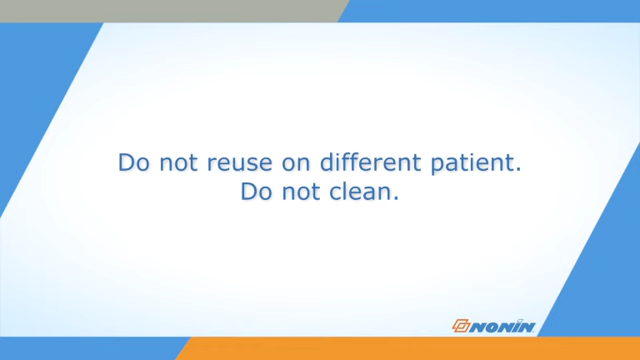 Do not reuse on different patient.
Do not clean.
NONIN